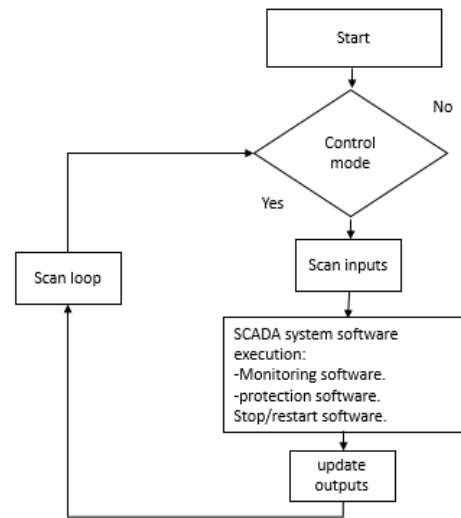 Start
No
Control
mode
Yes
Scan inputs
Scan loop
SCADA system software
execution:
-Monitoring software.
-protection software.
Stop/restart software.
update
outputs